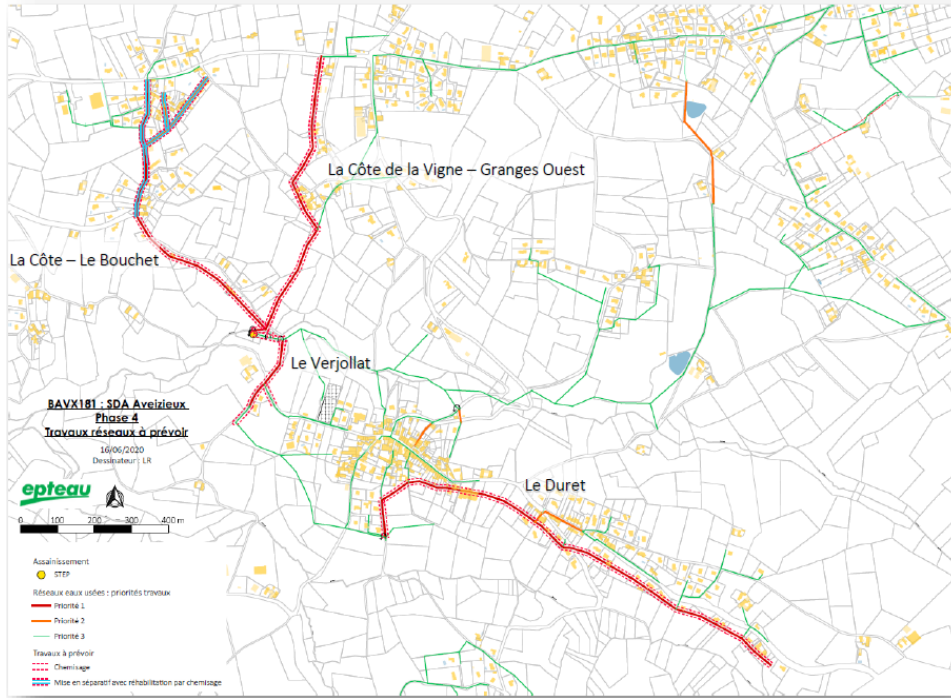 La Côte de la Vigne – Granges Ouest
La Côte – Le Bouchet
Le Verjollat
Le Duret
BAVX181 : SDA Aveizieux
Phase 4
Travaux réseaux à prévoir
16/06/2020
Dessinateur : LR
epteau
0 100 200 300 400 m
Assainissement
STEP
Réseaux eaux usées : priorités travaux
Priorité 1
Priorité 2
Priorité 3
Travaux à prévoir
Chemisage
Mise en séparatif avec réhabilitation par chemisage